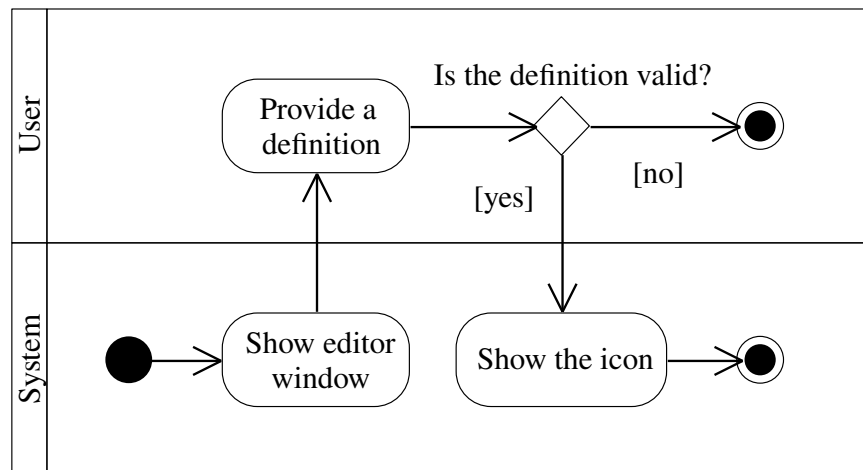 User
Is the definition valid?
Provide a
definition
[yes]
[no]
System
Show editor
window
Show the icon